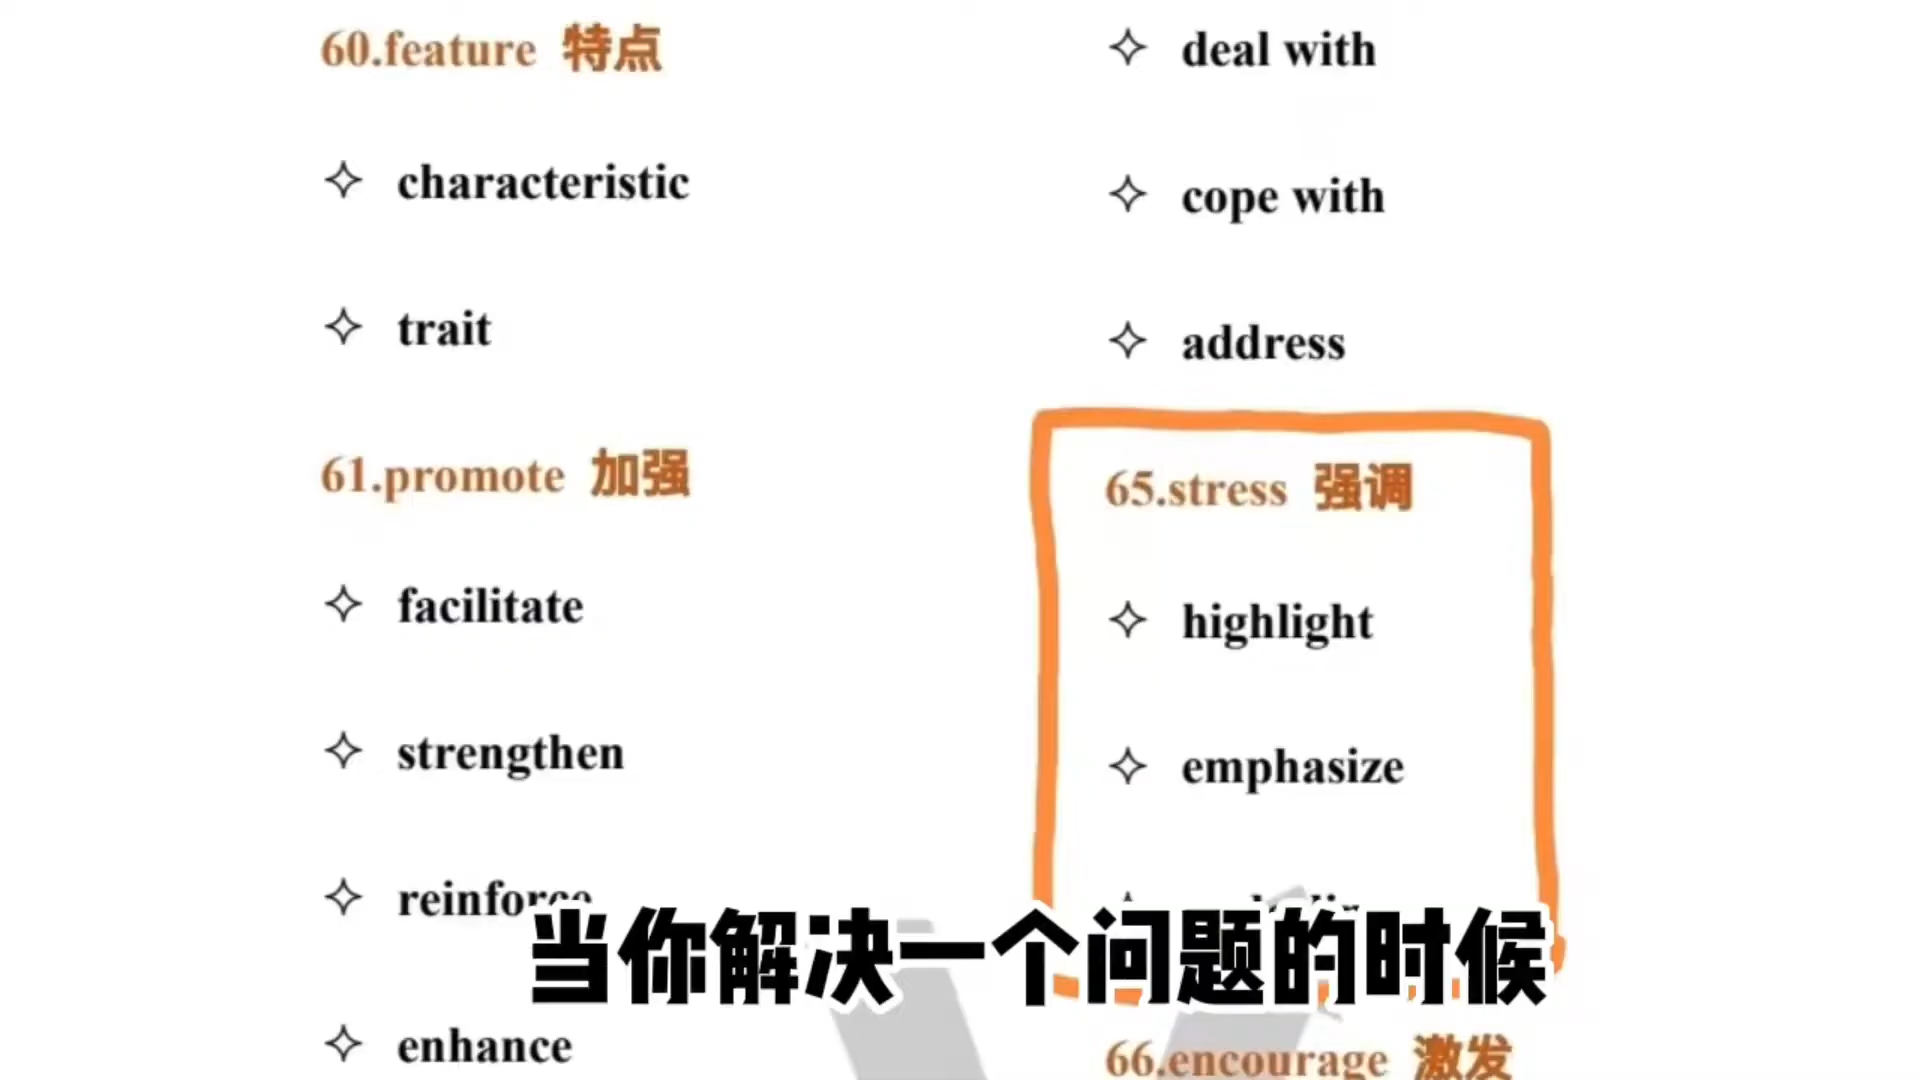 60.feature 特点
✧ characteristic
✧ trait
61.promote 加强
✧ facilitate
✧ strengthen
✧ reinforce
✧ enhance
✧ deal with
✧ cope with
✧ address
65.stress 强调
✧ highlight
✧ emphasize
66.encourage 激发
当你解决一个问题的时候